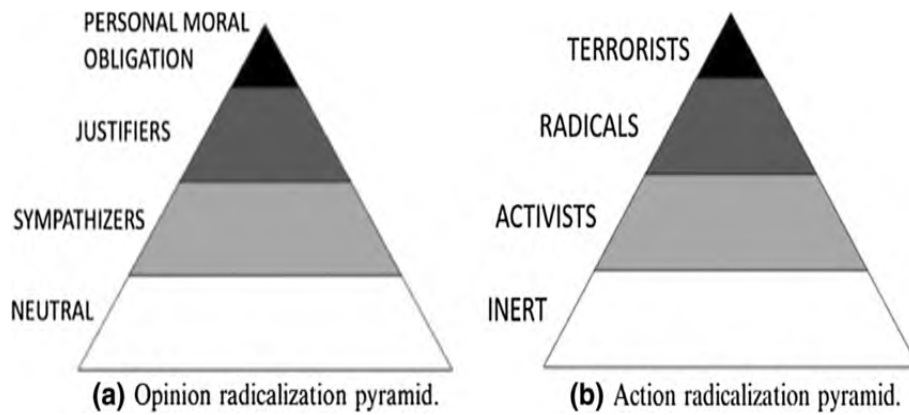 PERSONAL MORAL
OBLIGATION
JUSTIFIERS
SYMPATHIZERS
NEUTRAL
(a) Opinion radicalization pyramid.
TERRORISTS
RADICALS
ACTIVISTS
INERT
(b) Action radicalization pyramid.